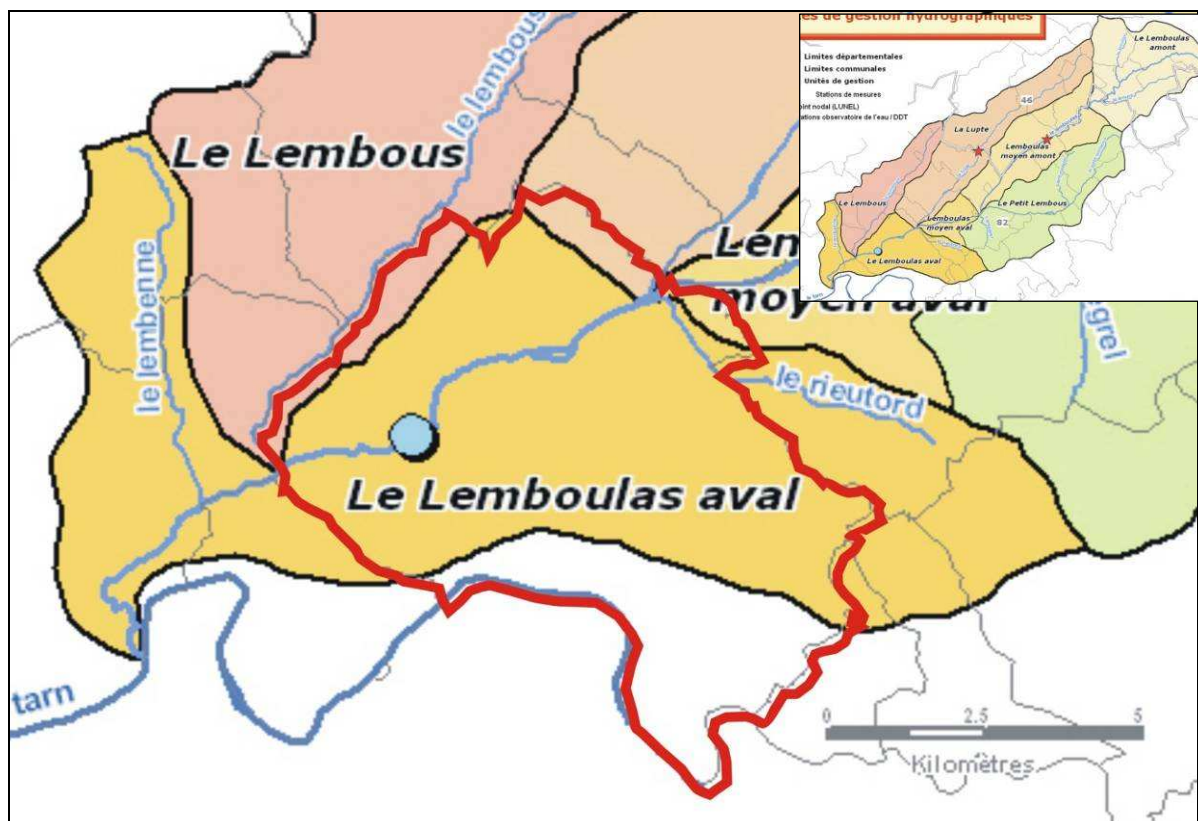 es de gestion hydrographiques
Limites départementales
Limites communales
Unités de gestion
Stations de mesures
oint nodal (LUNEL)
tations observatoire de l'eau / DDT
Le Lemboulas
amont
46
La Lupte
Lemboulas
moyen amont
Le Lembous
Le Petit Lembous
Lemboulas
moyen aval
82
Le Lemboulas aval
le lembous
Le Lembous
le lembenne
Len
moyen aval
grel
le rieutord
Le Lemboulas aval
tarn
0 2.5 5
Kilomètres